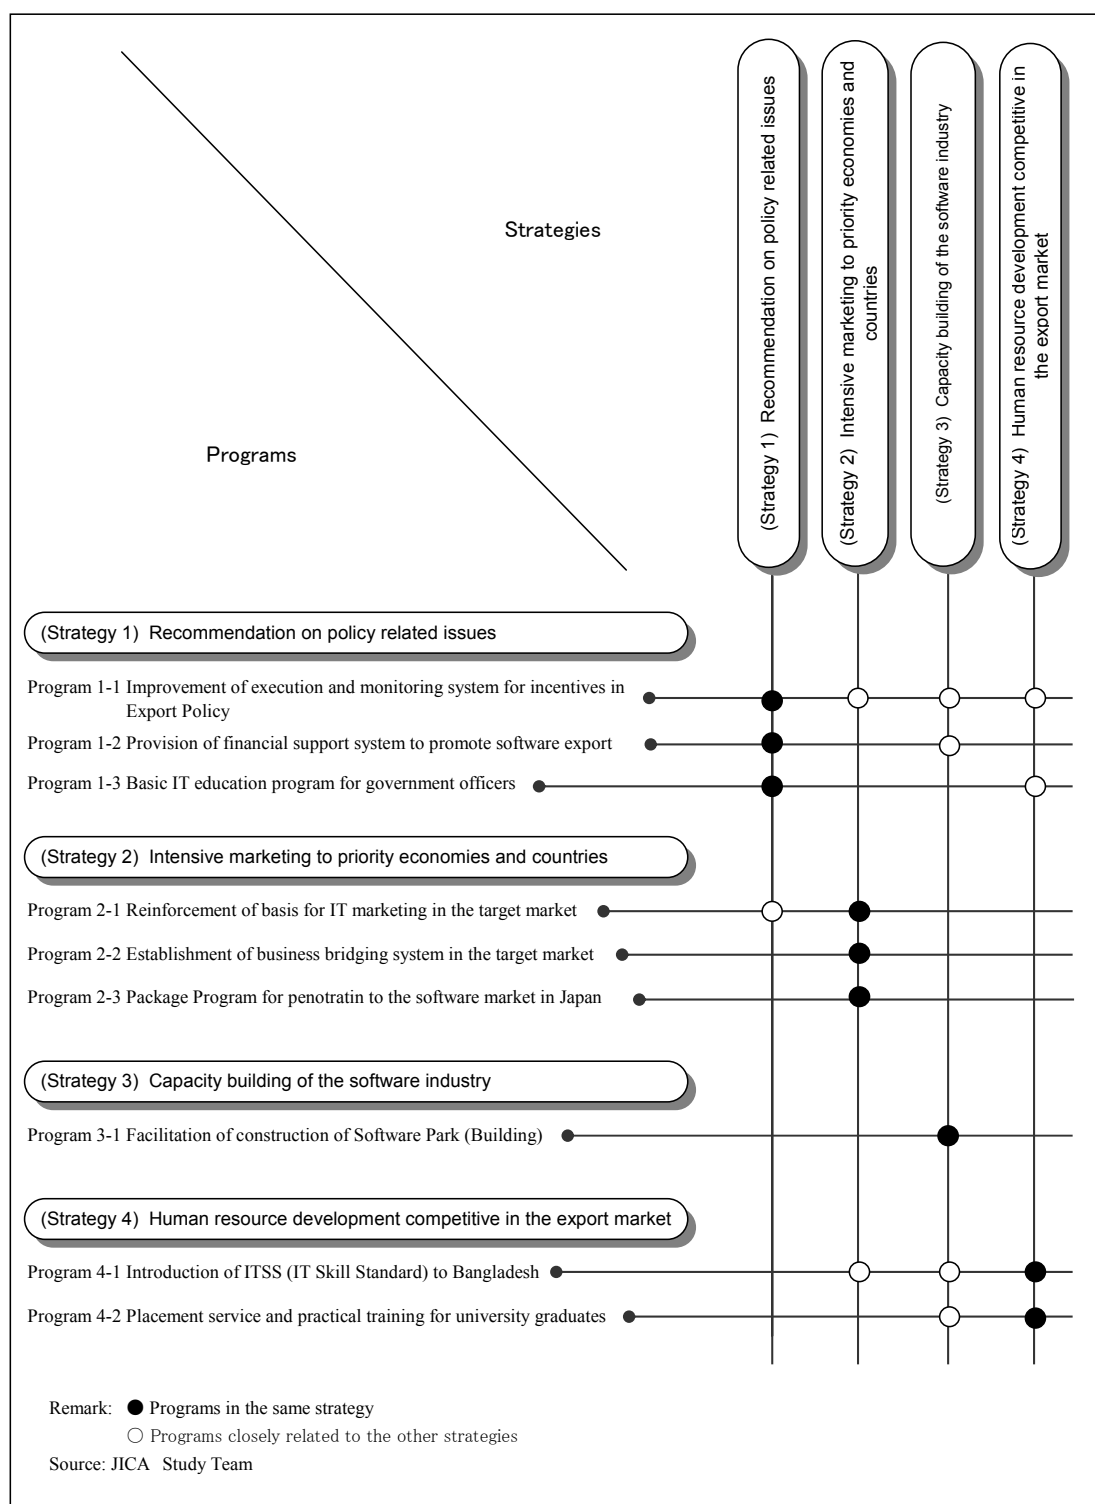 Strategies
Programs
(Strategy 1) Recommendation on policy related issues
(Strategy 2) Intensive marketing to priority economies and
countries
(Strategy 3) Capacity building of the software industry
(Strategy 4) Human resource development competitive in
the export market
(Strategy 1) Recommendation on policy related issues
Program 1-1 Improvement of execution and monitoring system for incentives in
Export Policy
Program 1-2 Provision of financial support system to promote software export
Program 1-3 Basic IT education program for government officers
(Strategy 2) Intensive marketing to priority economies and countries
Program 2-1 Reinforcement of basis for IT marketing in the target market
Program 2-2 Establishment of business bridging system in the target market
Program 2-3 Package Program for penotratin to the software market in Japan
(Strategy 3) Capacity building of the software industry
Program 3-1 Facilitation of construction of Software Park (Building)
(Strategy 4) Human resource development competitive in the export market
Program 4-1 Introduction of ITSS (IT Skill Standard) to Bangladesh
Program 4-2 Placement service and practical training for university graduates
Remark: ● Programs in the same strategy
○ Programs closely related to the other strategies
Source: JICA Study Team